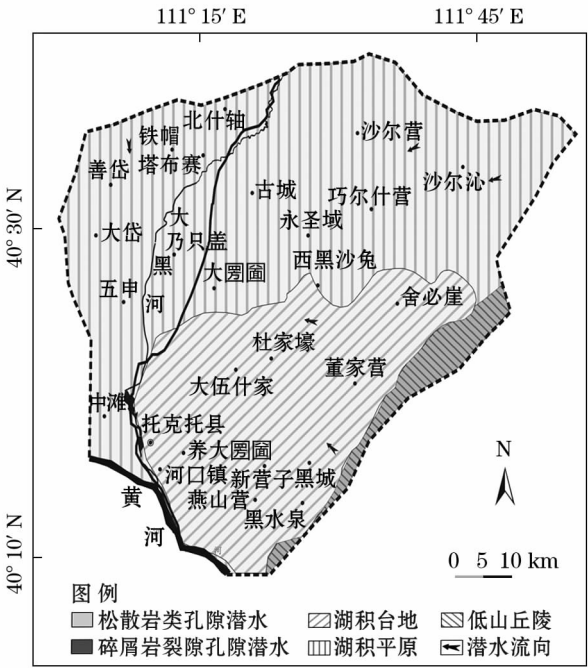 111°15′E 111°45′E
40°30′N
40°10′N
北什轴
铁帽
沙尔营
塔布赛
善岱
沙尔沁
古城
巧尔什营
大岱
大
永圣域
乃只盖
黑
西黑沙兔
大圐圙
五申
河
舍必崖
杜家壕
董家营
大伍什家
中滩
托克托县
养大圐圙
河口镇
新营子
黑城
燕山营
黑水泉
黄
河
N
0 5 10 km
图例
松散岩类孔隙潜水 湖积台地 低山丘陵
碎屑岩裂隙孔隙潜水 湖积平原 潜水流向